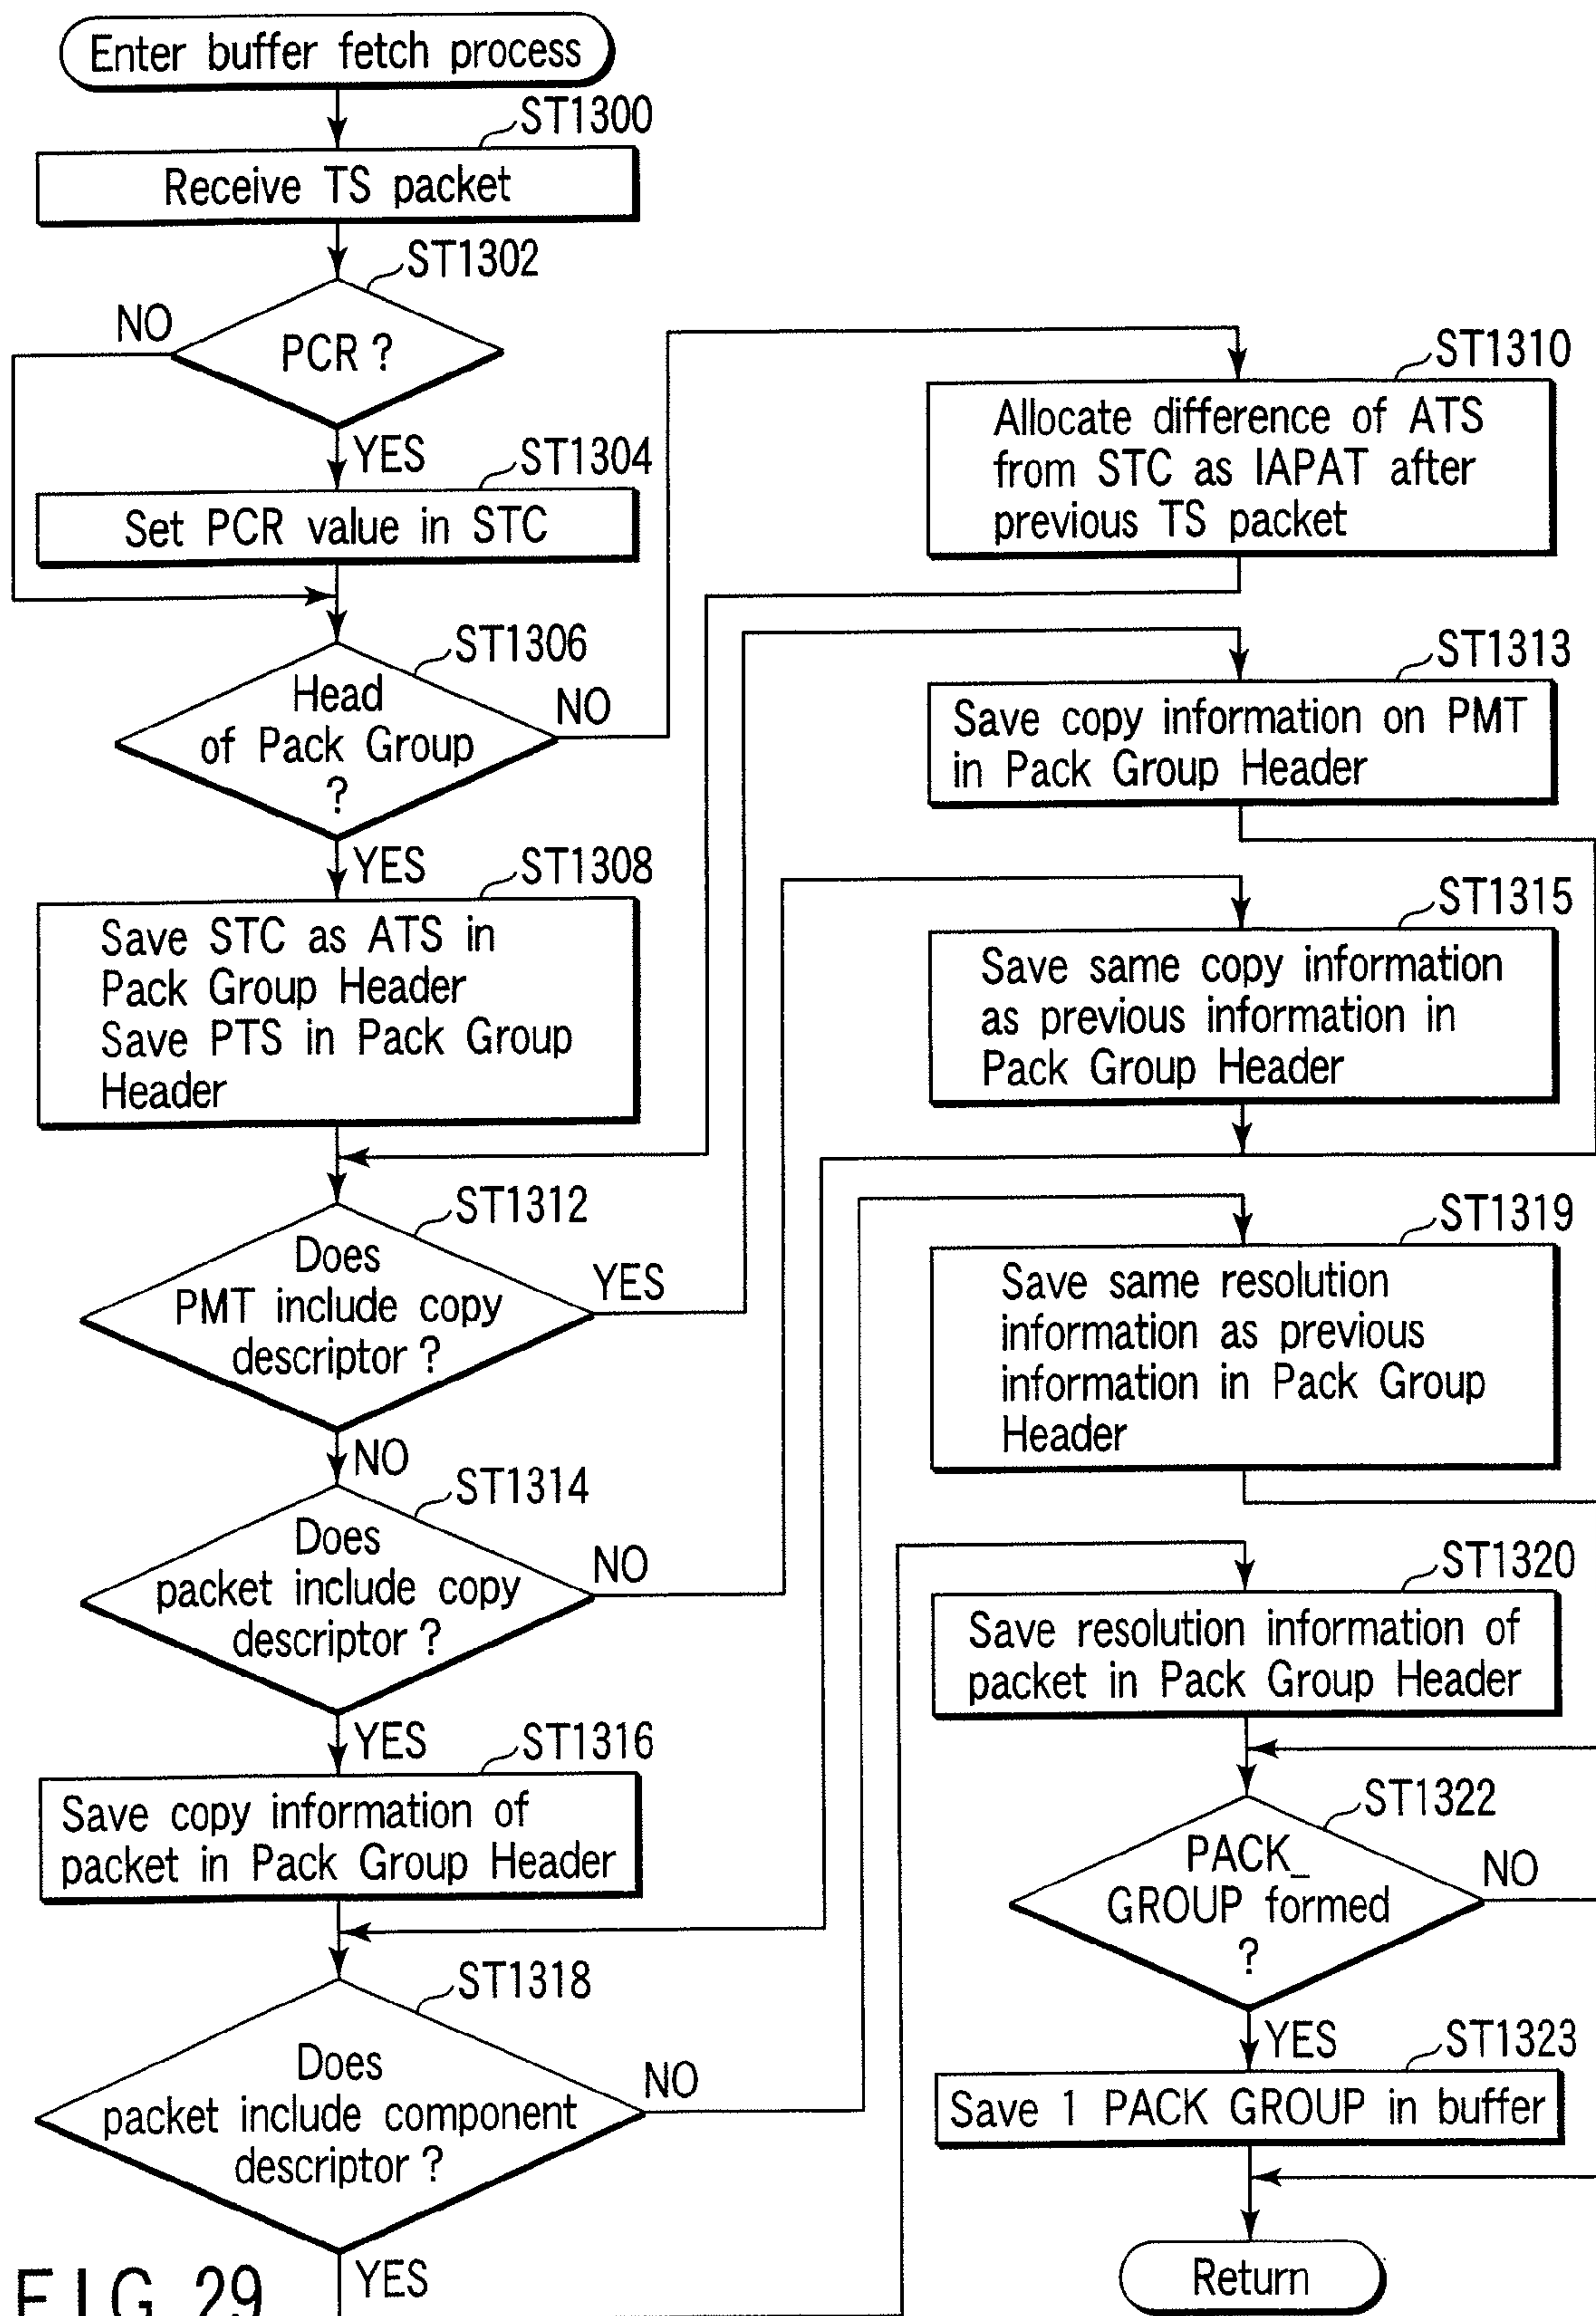 Enter buffer fetch process
ST1300
Receive TS packet
ST1302
NO
PCR ?
YES
ST1304
Set PCR value in STC
ST1306
Head
of Pack Group
?
NO
YES
ST1308
Save STC as ATS in
Pack Group Header
Save PTS in Pack Group
Header
ST1312
Does
PMT include copy
descriptor ?
YES
NO
ST1314
Does
packet include copy
descriptor ?
NO
YES
ST1316
Save copy information of
packet in Pack Group Header
ST1318
Does
packet include component
descriptor ?
NO
YES
ST1310
Allocate difference of ATS
from STC as IAPAT after
previous TS packet
ST1313
Save copy information on PMT
in Pack Group Header
ST1315
Save same copy information
as previous information in
Pack Group Header
ST1319
Save same resolution
information as previous
information in Pack Group
Header
ST1320
Save resolution information of
packet in Pack Group Header
ST1322
PACK_
GROUP formed
?
NO
YES
ST1323
Save 1 PACK GROUP in buffer
Return
FIG. 29